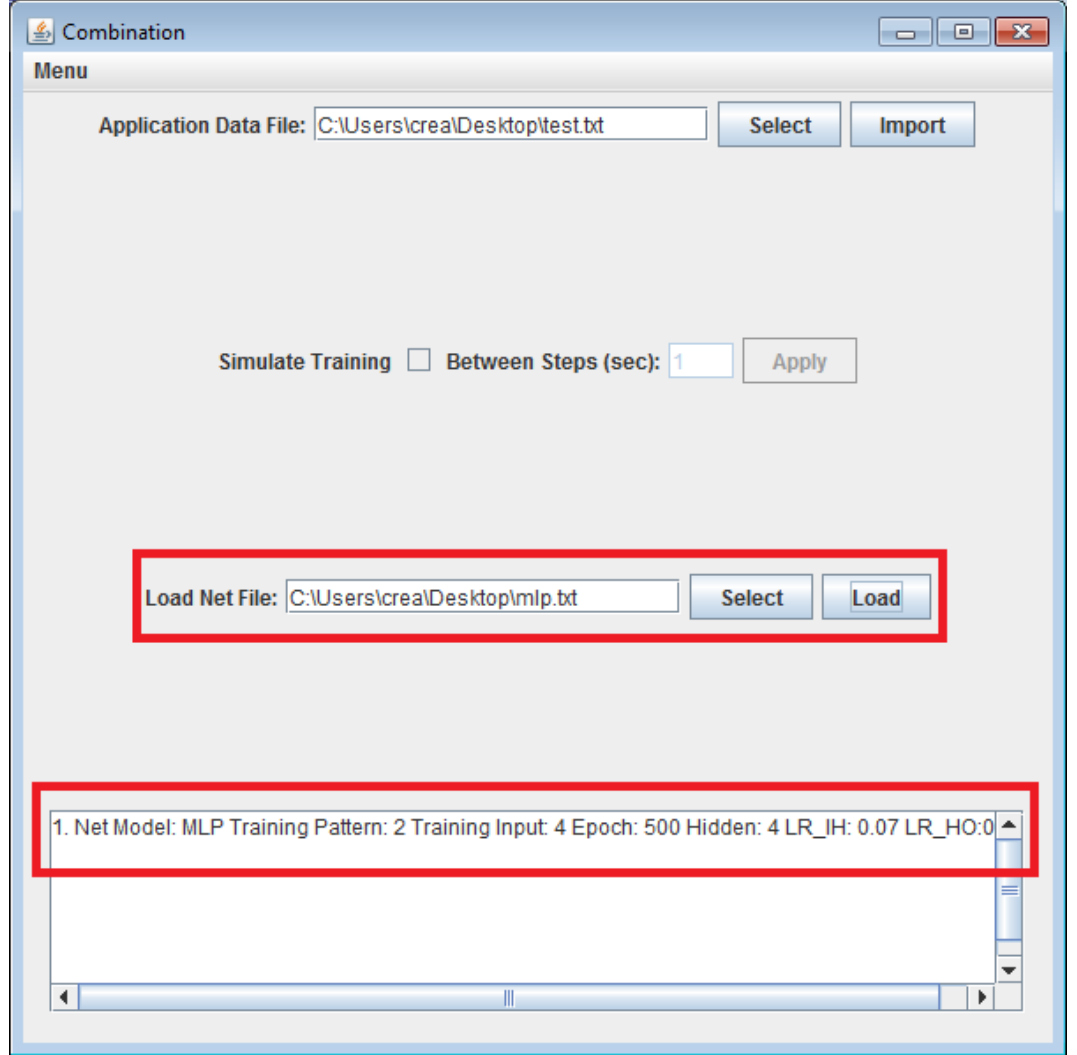 Combination
Menu
Application Data File: C:\Users\crea\Desktop\test.txt Select Import
Simulate Training Between Steps (sec): 1 Apply
Load Net File: C:\Users\crea\Desktop\mlp.txt Select Load
1. Net Model: MLP Training Pattern: 2 Training Input: 4 Epoch: 500 Hidden: 4 LR_IH: 0.07 LR_HO:0